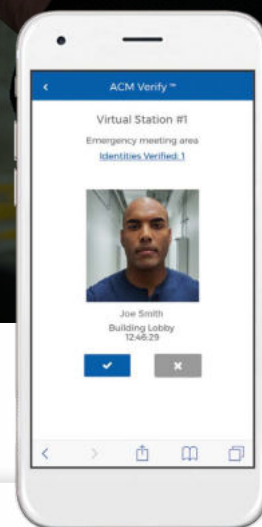 ACM Verify ™
Virtual Station #1
Emergency meeting area
Identities Verified: 1
Joe Smith
Building Lobby
12:46:29